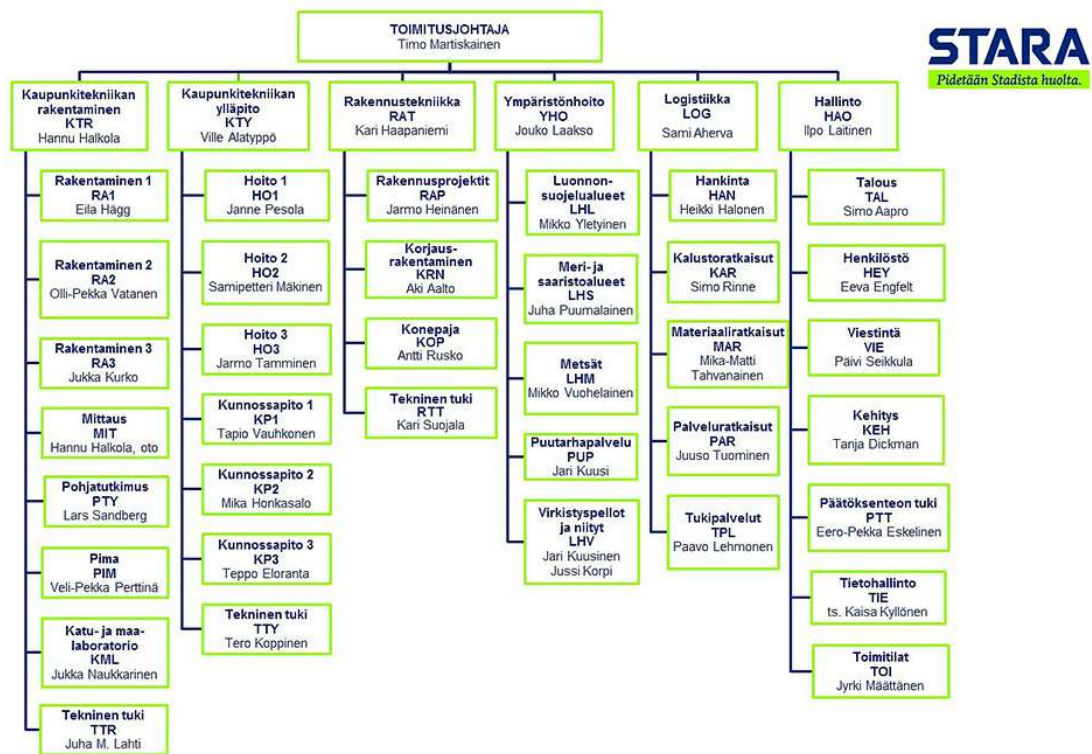 TOIMITUSJOHTAJA
Timo Martiskainen
STARA
Pidetään Stadista huolta.
Kaupunkitekniikan
rakentaminen
KTR
Hannu Halkola
Rakentaminen 1
RA1
Eila Hägg
Rakentaminen 2
RA2
Olli-Pekka Vatanen
Rakentaminen 3
RA3
Jukka Kurko
Mittaus
MIT
Hannu Halkola, oto
Pohjatutkimus
PTY
Lars Sandberg
Pima
PIM
Veli-Pekka Perttinä
Katu- ja maa-
laboratorio
KML
Jukka Naukkarinen
Tekninen tuki
TTR
Juha M. Lahti
Kaupunkitekniikan
ylläpito
KTY
Ville Alatyppö
Hoito 1
HO1
Janne Pesola
Hoito 2
HO2
Samipetteri Mäkinen
Hoito 3
HO3
Jarmo Tamminen
Kunnossapito 1
KP1
Tapio Vauhkonen
Kunnossapito 2
KP2
Mika Honkasalo
Kunnossapito 3
KP3
Teppo Eloranta
Tekninen tuki
TTY
Tero Koppinen
Rakennustekniikka
RAT
Kari Haapaniemi
Rakennusprojektit
RAP
Jarmo Heinänen
Korjaus-
rakentaminen
KRN
Aki Aalto
Konepaja
KOP
Antti Rusko
Tekninen tuki
RTT
Kari Suojala
Ympäristönhoito
YHO
Jouko Laakso
Luonnon-
suojelualueet
LHL
Mikko Yletyinen
Meri- ja
saaristoalueet
LHS
Juha Puumalainen
Metsät
LHM
Mikko Vuohelainen
Puutarhapalvelu
PUP
Jari Kuusi
Virkistyspellot
ja niityt
LHV
Jari Kuusinen
Jussi Korpi
Logistiikka
LOG
Sami Aherva
Hankinta
HAN
Heikki Halonen
Kalustoratkaisut
KAR
Simo Rinne
Materiaaliratkaisut
MAR
Mika-Matti
Tahvanainen
Palveluratkaisut
PAR
Juuso Tuominen
Tukipalvelut
TPL
Paavo Lehmonen
Hallinto
HAO
Ilpo Laitinen
Talous
TAL
Simo Aapro
Henkilöstö
HEY
Eeva Engfelt
Viestintä
VIE
Päivi Seikkula
Kehitys
KEH
Tanja Dickman
Päätöksenteon tuki
PTT
Eero-Pekka Eskelinen
Tietohallinto
TIE
ts. Kaisa Kyllönen
Toimitilat
TOI
Jyrki Määttänen